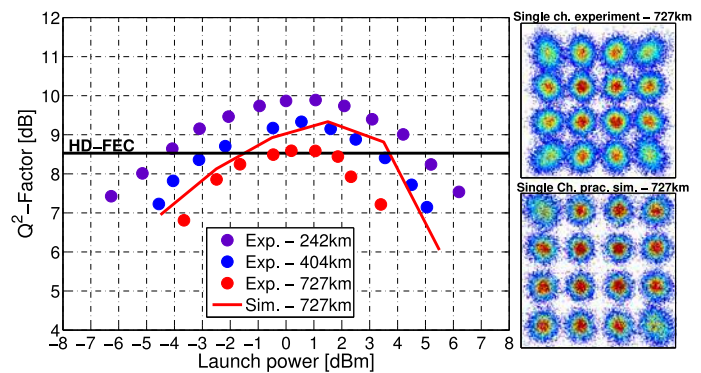 Q²-Factor [dB]
12
11
10
9
8
7
6
5
4
HD-FEC
Exp. - 242km
Exp. - 404km
Exp. - 727km
Sim. - 727km
-8 -7 -6 -5 -4 -3 -2 -1 0 1 2 3 4 5 6 7 8
Launch power [dBm]
Single ch. experiment - 727km
Single Ch. prac. sim. - 727km